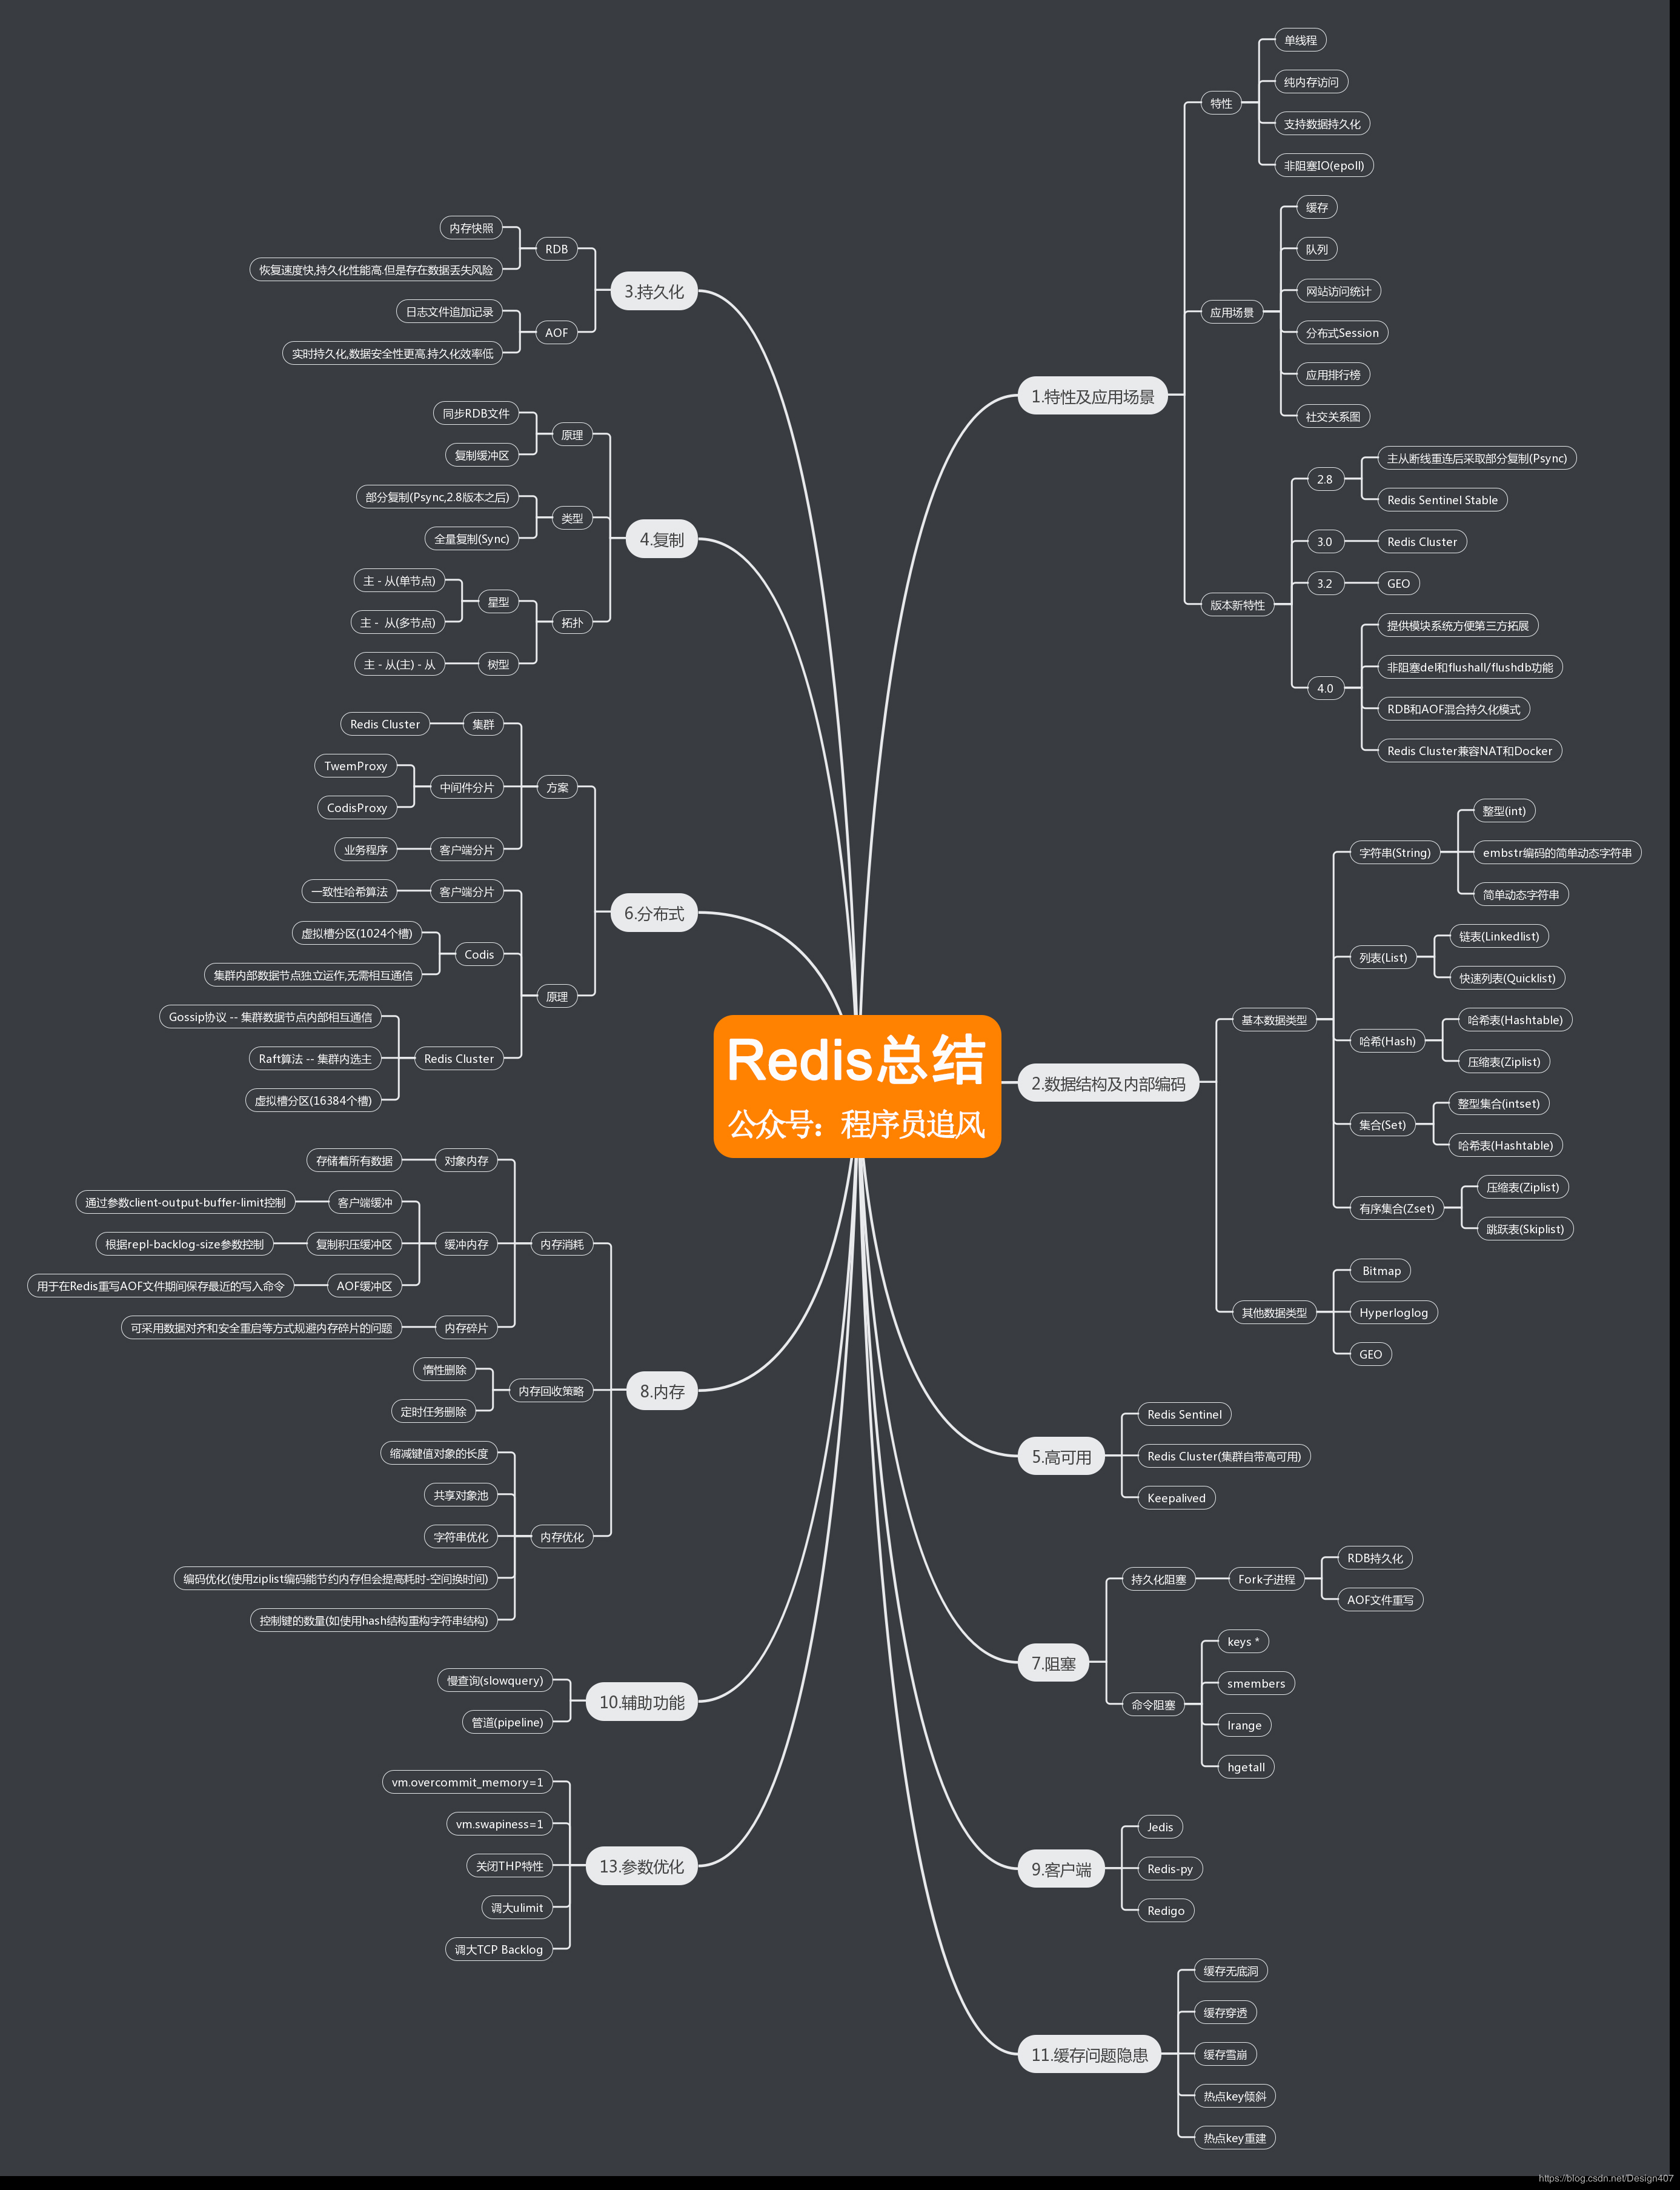 Redis总结
公众号：程序员追风
1.特性及应用场景
特性
单线程
纯内存访问
支持数据持久化
非阻塞IO(epoll)
应用场景
缓存
队列
网站访问统计
分布式Session
应用排行榜
社交关系图
版本新特性
2.8
主从断线重连后采取部分复制(Psync)
Redis Sentinel Stable
3.0
Redis Cluster
3.2
GEO
4.0
提供模块系统方便第三方拓展
非阻塞del和flushall/flushdb功能
RDB和AOF混合持久化模式
Redis Cluster兼容NAT和Docker
2.数据结构及内部编码
基本数据类型
字符串(String)
整型(int)
embstr编码的简单动态字符串
简单动态字符串
列表(List)
链表(Linkedlist)
快速列表(Quicklist)
哈希(Hash)
哈希表(Hashtable)
压缩表(Ziplist)
集合(Set)
整型集合(intset)
哈希表(Hashtable)
有序集合(Zset)
压缩表(Ziplist)
跳跃表(Skiplist)
其他数据类型
Bitmap
Hyperloglog
GEO
3.持久化
RDB
内存快照
恢复速度快,持久化性能高.但是存在数据丢失风险
AOF
日志文件追加记录
实时持久化,数据安全性更高.持久化效率低
4.复制
原理
同步RDB文件
复制缓冲区
类型
部分复制(Psync,2.8版本之后)
全量复制(Sync)
拓扑
星型
主 - 从(单节点)
主 - 从(多节点)
树型
主 - 从(主) - 从
5.高可用
Redis Sentinel
Redis Cluster(集群自带高可用)
Keepalived
6.分布式
方案
集群
Redis Cluster
中间件分片
TwemProxy
CodisProxy
客户端分片
业务程序
原理
客户端分片
一致性哈希算法
Codis
虚拟槽分区(1024个槽)
集群内部数据节点独立运作,无需相互通信
Redis Cluster
Gossip协议 -- 集群数据节点内部相互通信
Raft算法 -- 集群内选主
虚拟槽分区(16384个槽)
7.阻塞
持久化阻塞
Fork子进程
RDB持久化
AOF文件重写
命令阻塞
keys *
smembers
lrange
hgetall
8.内存
内存消耗
对象内存
存储着所有数据
缓冲内存
客户端缓冲
通过参数client-output-buffer-limit控制
复制积压缓冲区
根据repl-backlog-size参数控制
AOF缓冲区
用于在Redis重写AOF文件期间保存最近的写入命令
内存碎片
可采用数据对齐和安全重启等方式规避内存碎片的问题
内存回收策略
惰性删除
定时任务删除
内存优化
缩减键值对象的长度
共享对象池
字符串优化
编码优化(使用ziplist编码能节约内存但会提高耗时-空间换时间)
控制键的数量(如使用hash结构重构字符串结构)
9.客户端
Jedis
Redis-py
Redigo
10.辅助功能
慢查询(slowquery)
管道(pipeline)
11.缓存问题隐患
缓存无底洞
缓存穿透
缓存雪崩
热点key倾斜
热点key重建
13.参数优化
vm.overcommit_memory=1
vm.swapiness=1
关闭THP特性
调大ulimit
调大TCP Backlog
https://blog.csdn.net/Design407